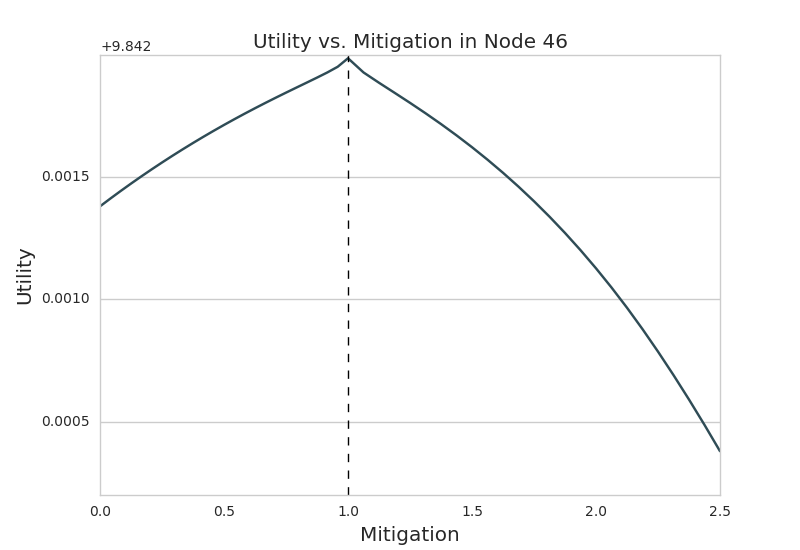 Utility vs. Mitigation in Node 46
+9.842
0.0015
0.0010
0.0005
Utility
0.0 0.5 1.0 1.5 2.0 2.5
Mitigation